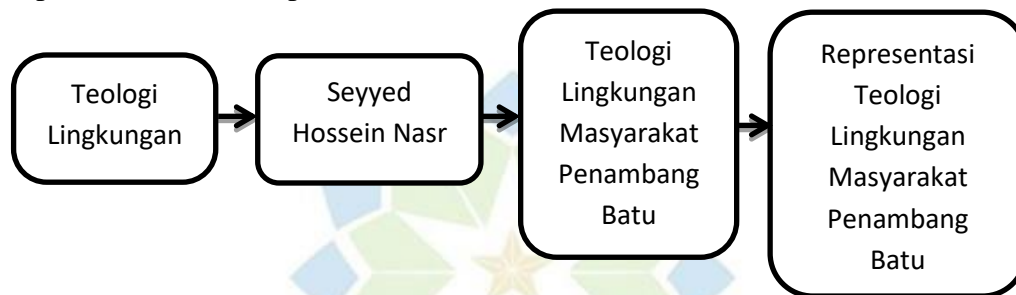 Teologi
Lingkungan
Seyyed
Hossein Nasr
Teologi
Lingkungan
Masyarakat
Penambang
Batu
Representasi
Teologi
Lingkungan
Masyarakat
Penambang
Batu